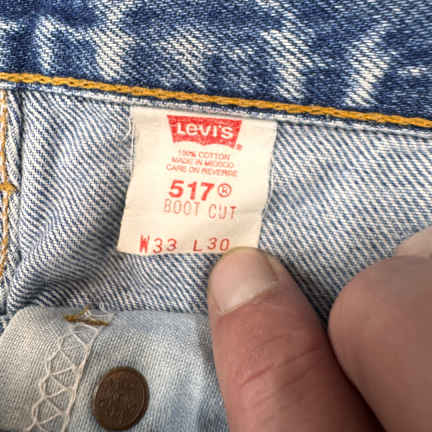 Levi's®
100% COTTON
MADE IN MEXICO
CARE ON REVERSE
517®
BOOT CUT
W33 L30